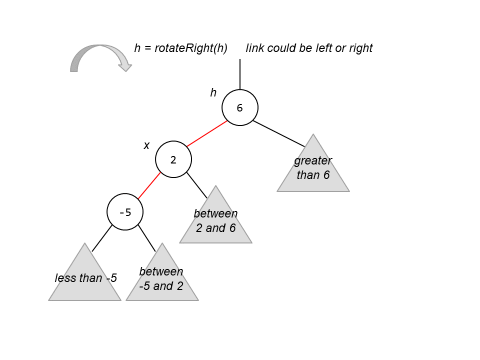 h = rotateRight(h)
link could be left or right
h
6
x
2
greater
than 6
-5
between
2 and 6
less than -5
between
-5 and 2